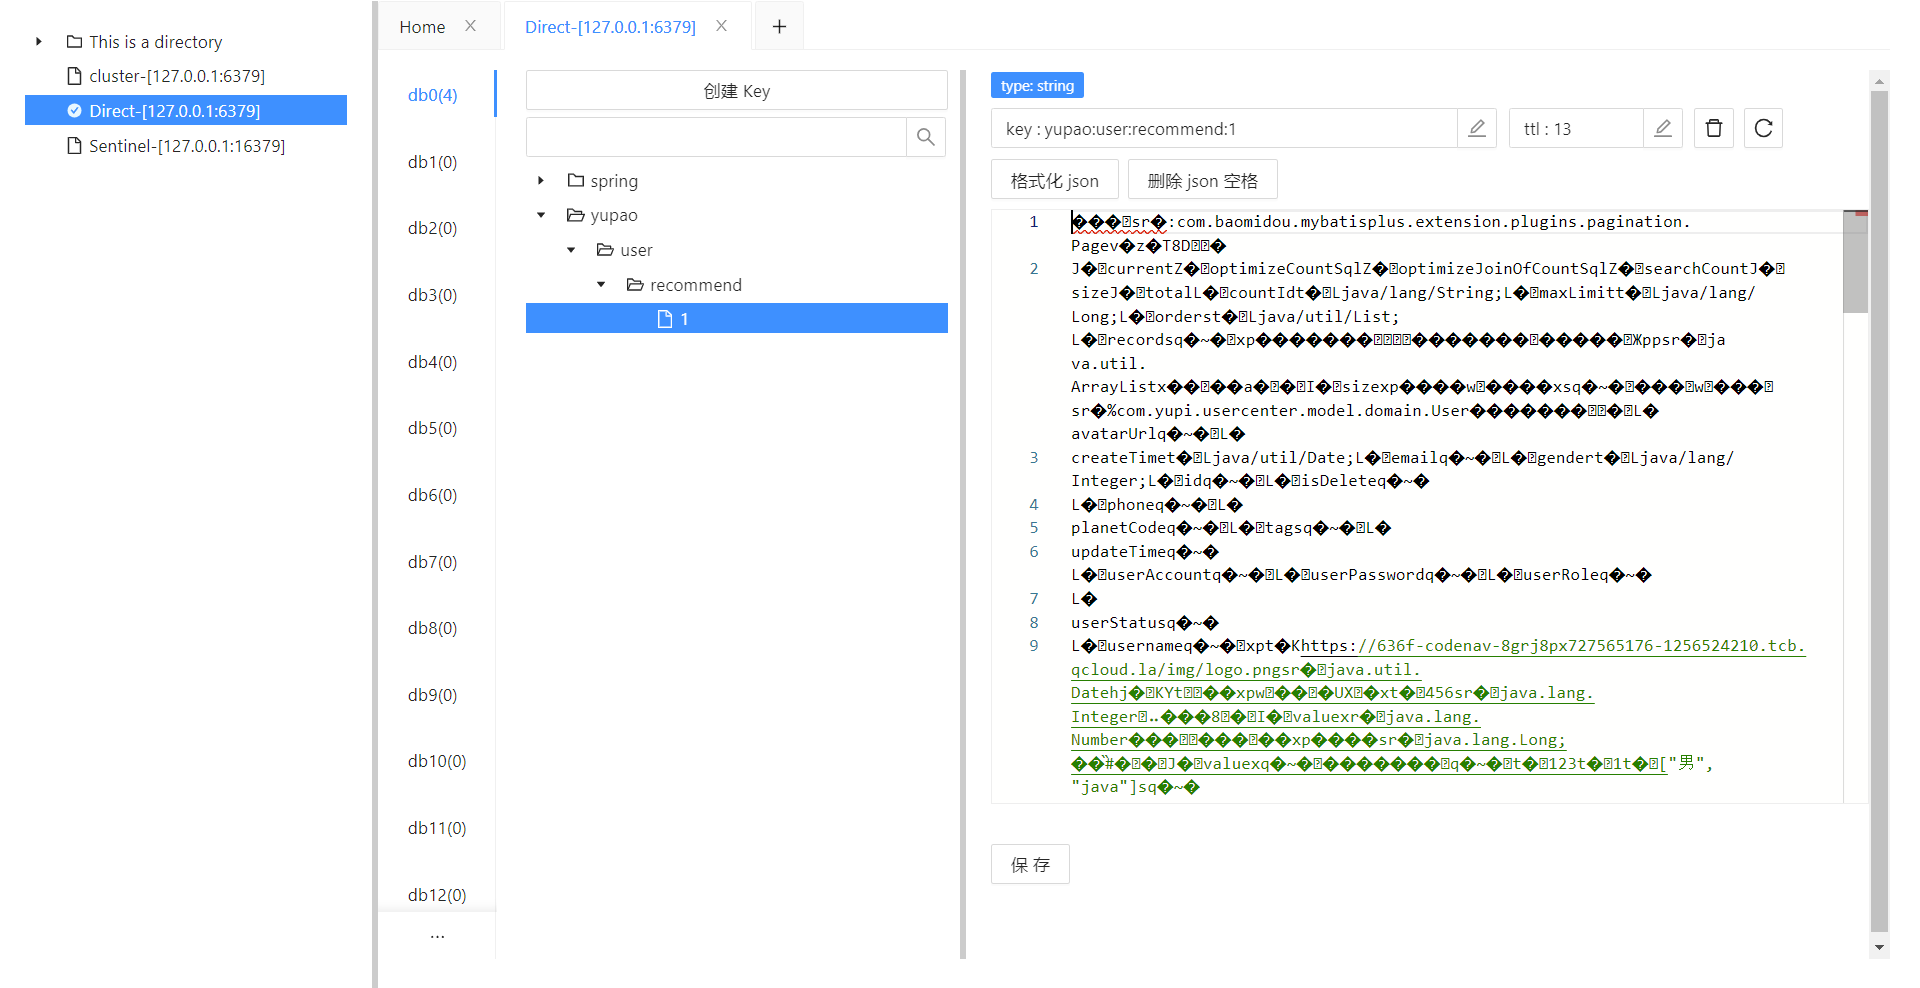 This is a directory
cluster-[127.0.0.1:6379]
Direct-[127.0.0.1:6379]
Sentinel-[127.0.0.1:16379]
Home
Direct-[127.0.0.1:6379]
db0(4)
db1(0)
db2(0)
db3(0)
db4(0)
db5(0)
db6(0)
db7(0)
db8(0)
db9(0)
db10(0)
db11(0)
db12(0)
...
创建 Key
spring
yupao
user
recommend
1
type: string
key : yupao:user:recommend:1
ttl : 13
格式化 json
删除 json 空格
1 ���sr�:com.baomidou.mybatisplus.extension.plugins.pagination.
Pagev�z�T8D�
2 J�currentZ�optimizeCountSqlZ�optimizeJoinOfCountSqlZ�searchCountJ�
sizeJ�totalL�countIdt�Ljava/lang/String;L�maxLimitt�Ljava/lang/
Long;L�orderst�Ljava/util/List;
L�recordsq�~�xp��������������������Жppsr�ja
va.util.
ArrayListx����a��I�sizexp����w����xsq�~����w���
sr�%com.yupi.usercenter.model.domain.User��������L�
avatarUrlq�~�L�
3 createTimet�Ljava/util/Date;L�emailq�~�L�gendert�Ljava/lang/
Integer;L�idq�~�L�isDeleteq�~�
4 L�phoneq�~�L�
5 planetCodeq�~�L�tagsq�~�L�
6 updateTimeq�~�
L�userAccountq�~�L�userPasswordq�~�L�userRoleq�~�
7 L�
8 userStatusq�~�
9 L�usernameq�~�xpt�Khttps://636f-codenav-8grj8px727565176-1256524210.tcb.
qcloud.la/img/logo.pngsr�java.util.
Datehj�KYt��xpw���UX�xt�456sr�java.lang.
Integer‥���8�I�valuexr�java.lang.
Number��������xp����sr�java.lang.Long;
��̏#��J�valuexq�~��������q�~�t�123t�1t�["男",
"java"]sq�~�
保 存